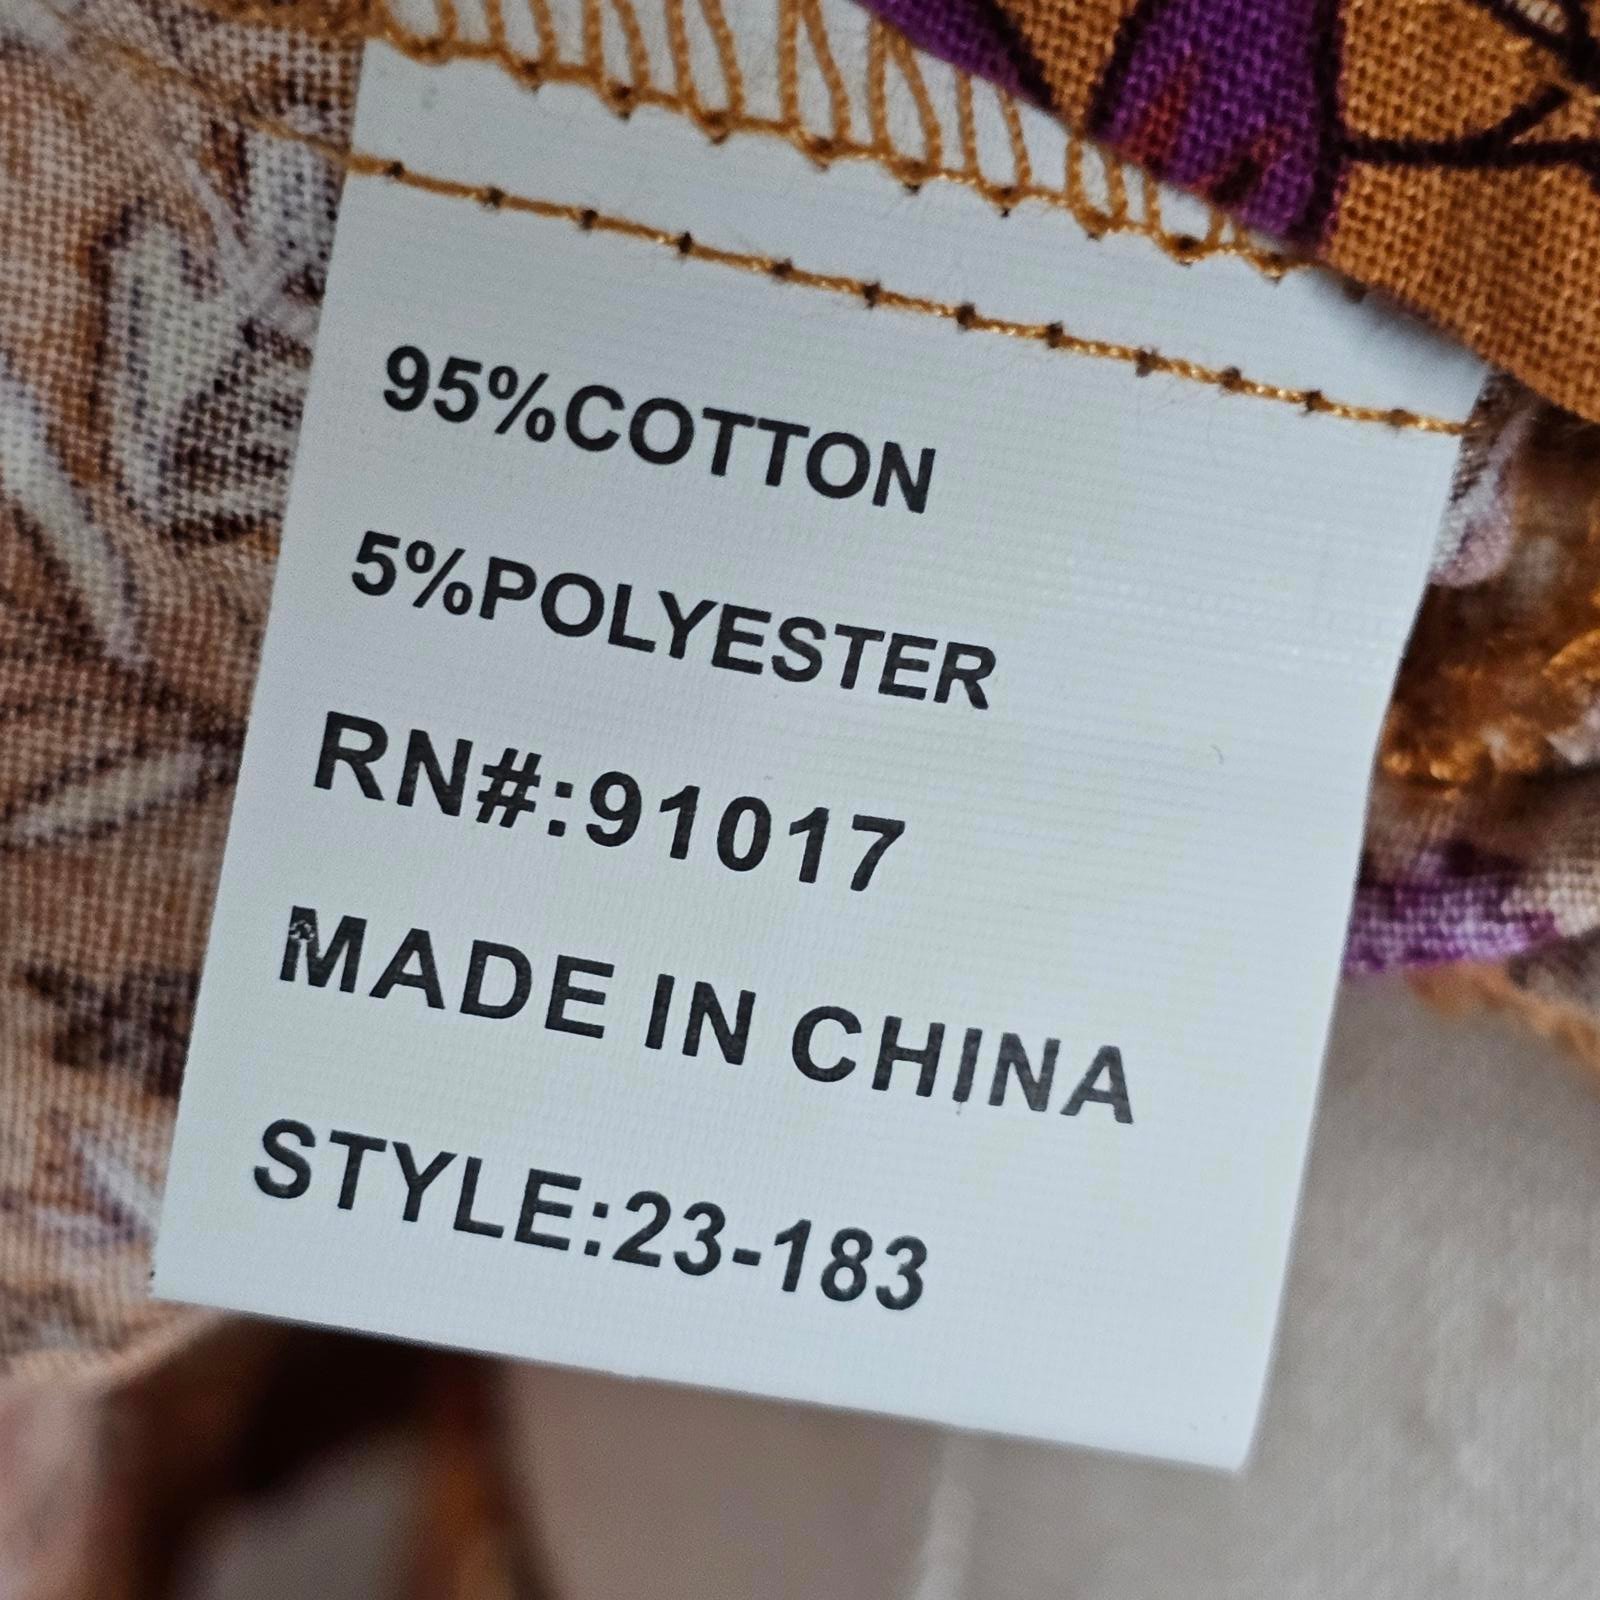 95%COTTON
5%POLYESTER
RN#:91017
MADE IN CHINA
STYLE:23-183